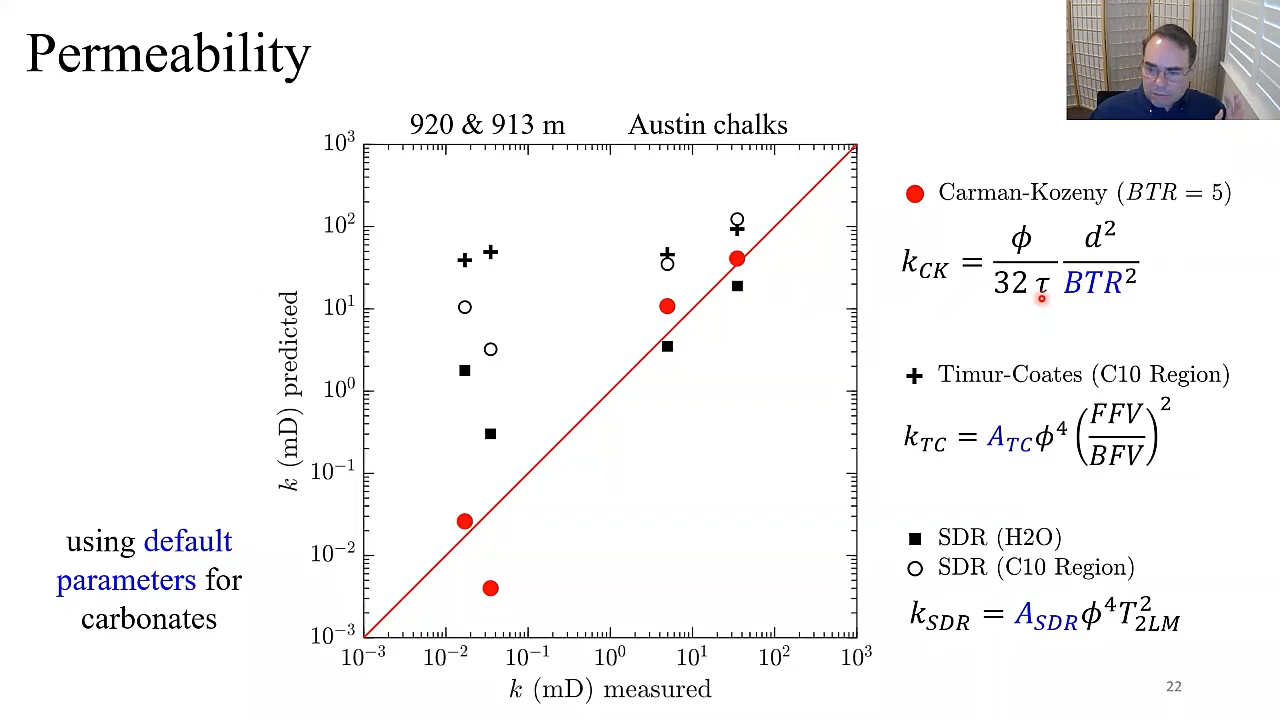 Permeability
920 & 913 m
Austin chalks
10³
10²
10¹
10⁰
10⁻¹
10⁻²
10⁻³
k (mD) predicted
10⁻³ 10⁻² 10⁻¹ 10⁰ 10¹ 10² 10³
k (mD) measured
using default
parameters for
carbonates
Carman-Kozeny (BTR = 5)
k_CK = ϕ/(32 τ) d²/BTR²
Timur-Coates (C10 Region)
k_TC = A_TC ϕ⁴ (FFV/BFV)²
SDR (H2O)
SDR (C10 Region)
k_SDR = A_SDR ϕ⁴ T²_2LM
22